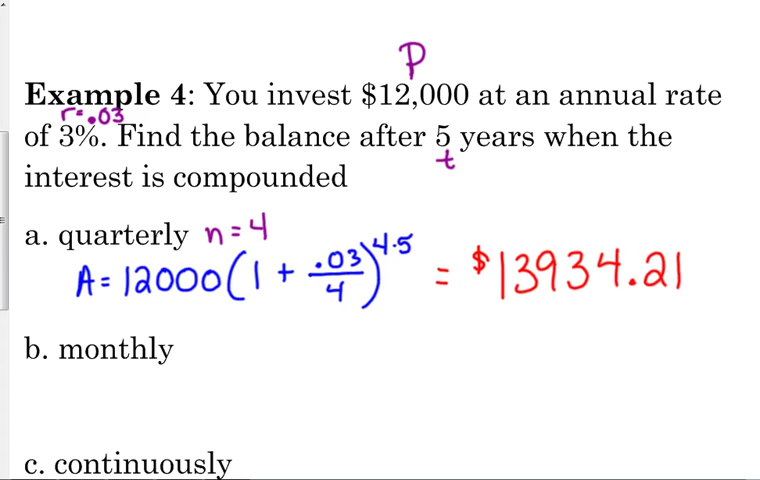 P
Example 4: You invest $12,000 at an annual rate
r=.03
of 3%. Find the balance after 5 years when the
t
interest is compounded
a. quarterly n=4
A=12000(1+.03/4)^4·5 = $13934.21
b. monthly
c. continuously